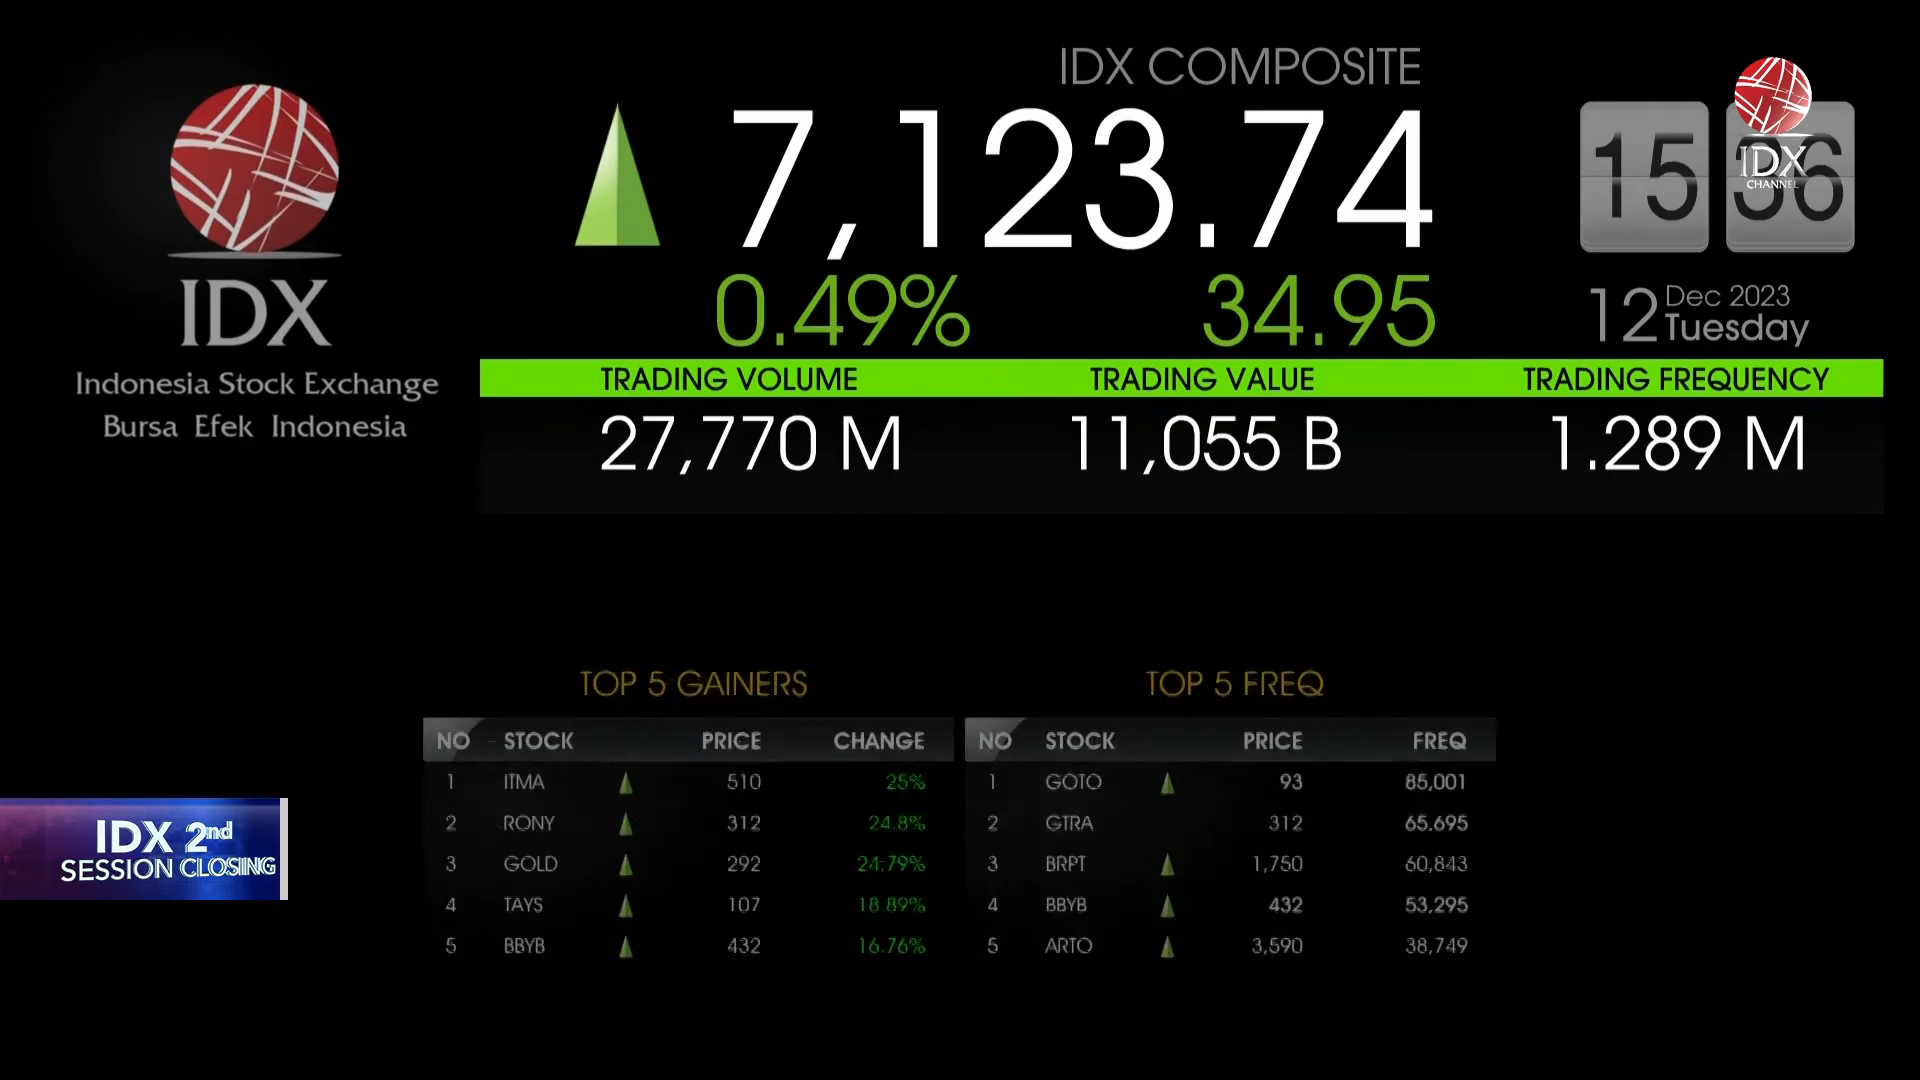 IDX COMPOSITE
7,123.74
0.49% 34.95
15 36
IDX
CHANNEL
12 Dec 2023
Tuesday
IDX
Indonesia Stock Exchange
Bursa Efek Indonesia
TRADING VOLUME TRADING VALUE TRADING FREQUENCY
27,770 M 11,055 B 1.289 M
TOP 5 GAINERS
NO STOCK PRICE CHANGE
1 ITMA 510 25%
2 RONY 312 24.8%
3 GOLD 292 24.79%
4 TAYS 107 18.89%
5 BBYB 432 16.76%
TOP 5 FREQ
NO STOCK PRICE FREQ
1 GOTO 93 85,001
2 GTRA 312 65,695
3 BRPT 1,750 60,843
4 BBYB 432 53,295
5 ARTO 3,590 38,749
IDX 2nd
SESSION CLOSING